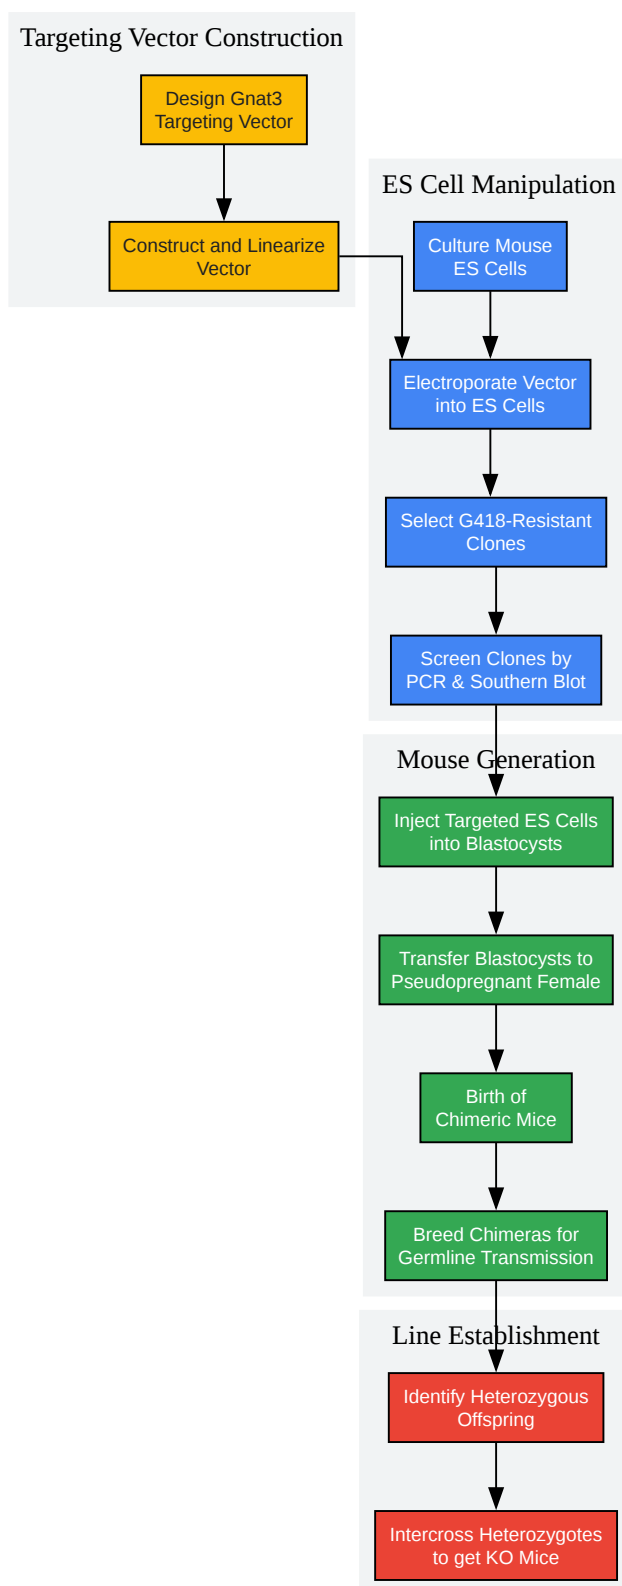 Targeting Vector Construction
Design Gnat3
Targeting Vector
Construct and Linearize
Vector
ES Cell Manipulation
Culture Mouse
ES Cells
Electroporate Vector
into ES Cells
Select G418-Resistant
Clones
Screen Clones by
PCR & Southern Blot
Mouse Generation
Inject Targeted ES Cells
into Blastocysts
Transfer Blastocysts to
Pseudopregnant Female
Birth of
Chimeric Mice
Breed Chimeras for
Germline Transmission
Line Establishment
Identify Heterozygous
Offspring
Intercross Heterozygotes
to get KO Mice